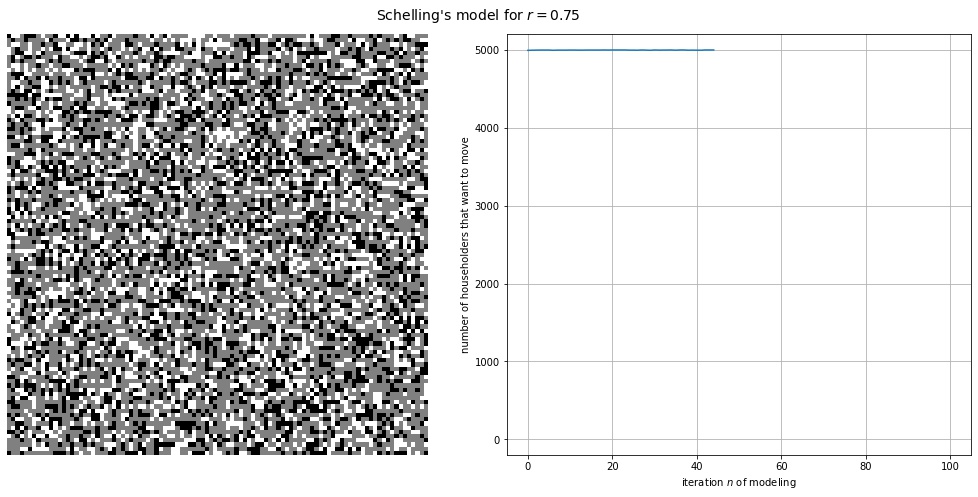 Schelling's model for r = 0.75
number of householders that want to move
5000
4000
3000
2000
1000
0
0 20 40 60 80 100
iteration n of modeling